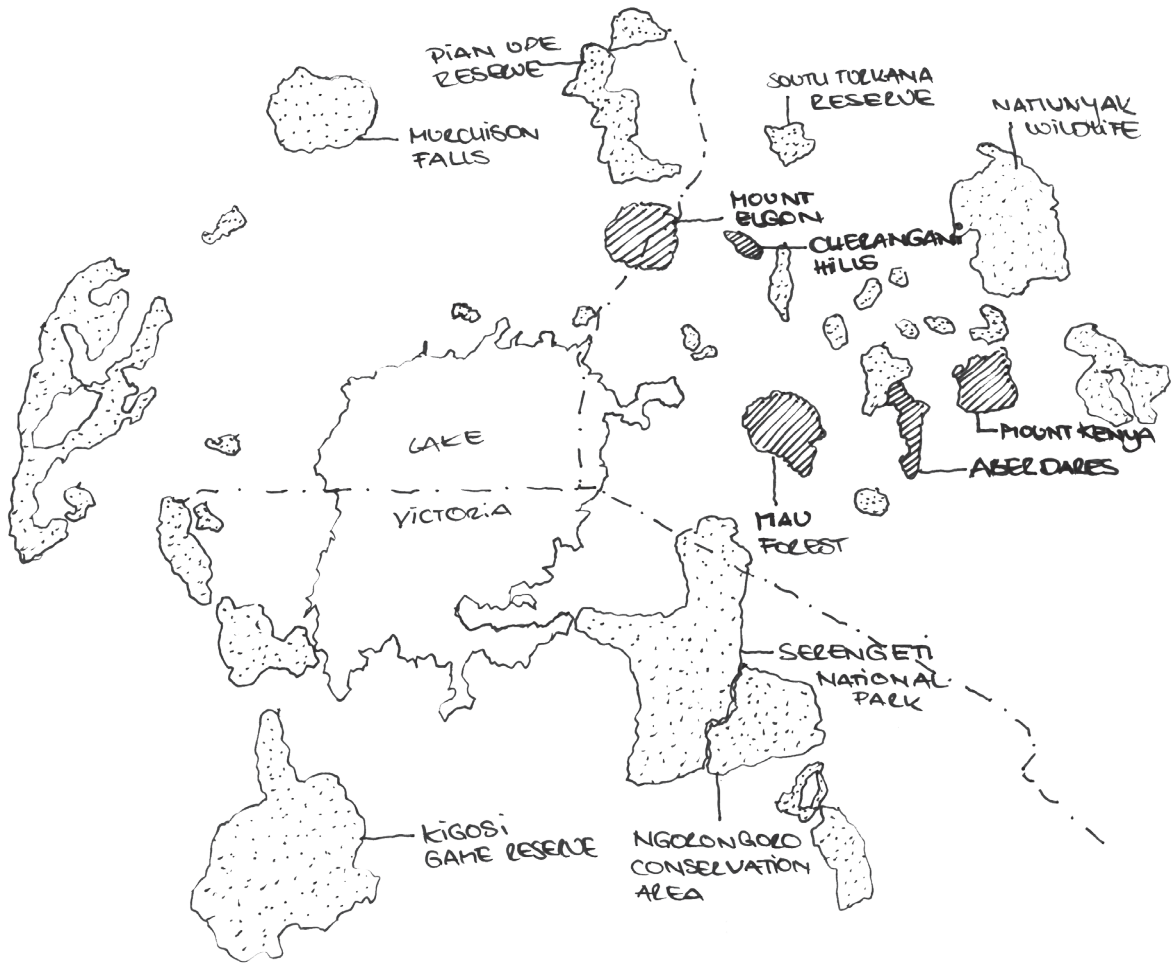 PIAN UPE
RESERVE
SOUTH TURKANA
RESERVE
NAMUNYAK
WILDLIFE
MURCHISON
FALLS
MOUNT
ELGON
CHERANGANI
HILLS
LAKE
VICTORIA
MOUNT KENYA
ABERDARES
MAU
FOREST
SERENGETI
NATIONAL
PARK
KIGOSI
GAME RESERVE
NGORONGORO
CONSERVATION
AREA